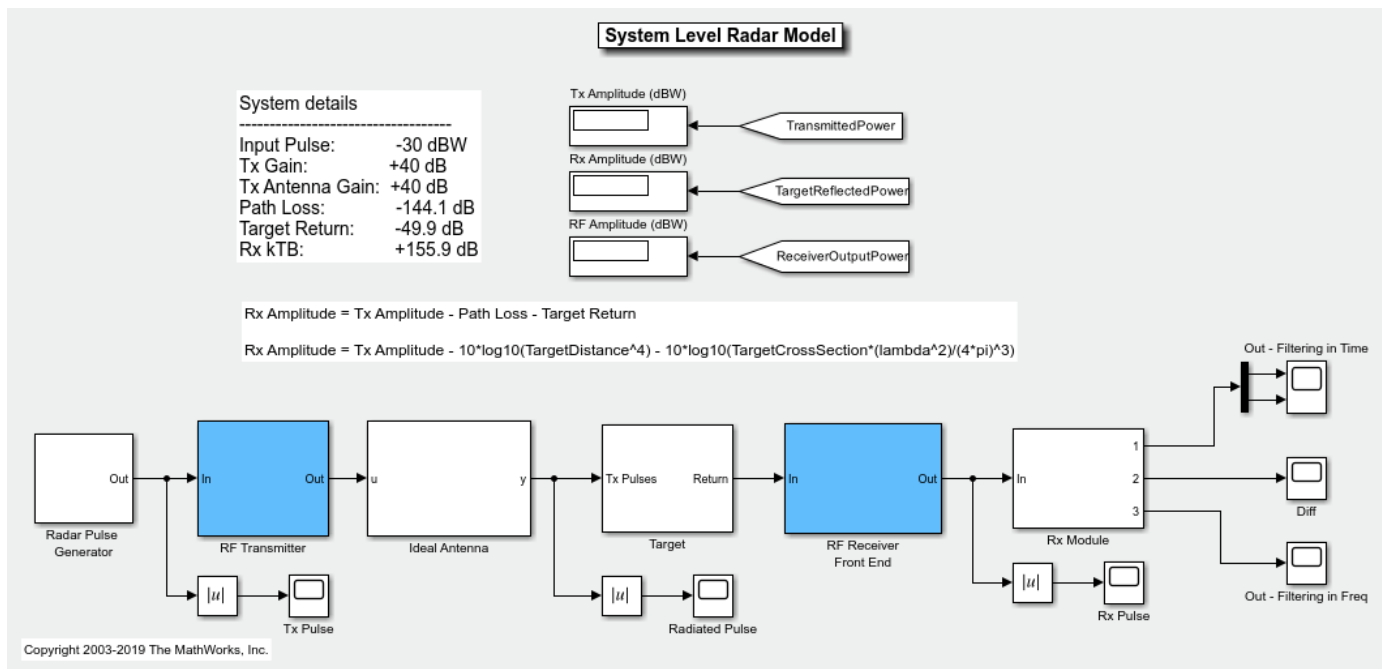 System Level Radar Model
System details
-----------------------------------
Input Pulse: -30 dBW
Tx Gain: +40 dB
Tx Antenna Gain: +40 dB
Path Loss: -144.1 dB
Target Return: -49.9 dB
Rx kTB: +155.9 dB
Tx Amplitude (dBW)
TransmittedPower
Rx Amplitude (dBW)
TargetReflectedPower
RF Amplitude (dBW)
ReceiverOutputPower
Rx Amplitude = Tx Amplitude - Path Loss - Target Return
Rx Amplitude = Tx Amplitude - 10*log10(TargetDistance^4) - 10*log10(TargetCrossSection*(lambda^2)/(4*pi)^3)
Out
Radar Pulse
Generator
In Out
RF Transmitter
u y
Ideal Antenna
Tx Pulses Return
Target
In Out
RF Receiver
Front End
In
1
2
3
Rx Module
Out - Filtering in Time
Diff
Out - Filtering in Freq
|u|
Tx Pulse
|u|
Radiated Pulse
|u|
Rx Pulse
Copyright 2003-2019 The MathWorks, Inc.